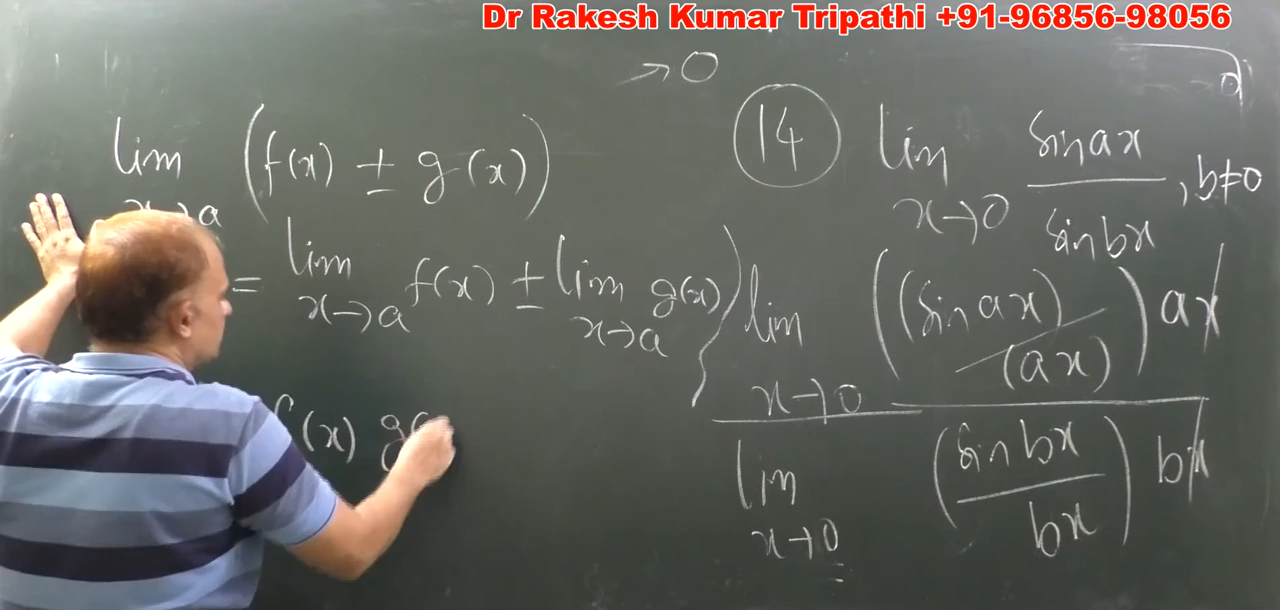 Dr Rakesh Kumar Tripathi +91-96856-98056
→ 0
lim (f(x) ± g(x))
x→a
= lim f(x) ± lim g(x)
x→a x→a
f(x) g(
0
14 lim sin ax , b≠0
x→0 sin bx
lim ((sin ax) / (ax)) ax
x→0
lim (sin bx / bx) bx
x→0